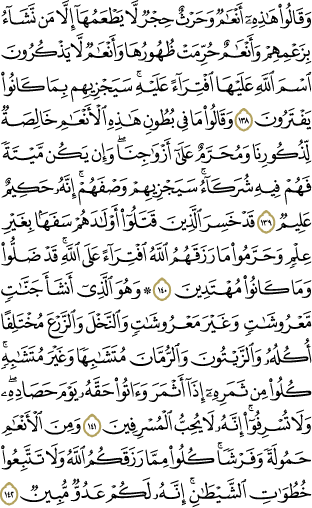 وَقَالُوا۟ هَـٰذِهِۦٓ أَنْعَـٰمٌ وَحَرْثٌ حِجْرٌ لَّا يَطْعَمُهَآ إِلَّا مَن نَّشَآءُ
بِزَعْمِهِمْ وَأَنْعَـٰمٌ حُرِّمَتْ ظُهُورُهَا وَأَنْعَـٰمٌ لَّا يَذْكُرُونَ
ٱسْمَ ٱللَّهِ عَلَيْهَا ٱفْتِرَآءً عَلَيْهِ ۚ سَيَجْزِيهِم بِمَا كَانُوا۟
يَفْتَرُونَ ١٣٨ وَقَالُوا۟ مَا فِى بُطُونِ هَـٰذِهِ ٱلْأَنْعَـٰمِ خَالِصَةٌ
لِّذُكُورِنَا وَمُحَرَّمٌ عَلَىٰٓ أَزْوَٰجِنَا ۖ وَإِن يَكُن مَّيْتَةً
فَهُمْ فِيهِ شُرَكَآءُ ۚ سَيَجْزِيهِمْ وَصْفَهُمْ ۚ إِنَّهُۥ حَكِيمٌ
عَلِيمٌ ١٣٩ قَدْ خَسِرَ ٱلَّذِينَ قَتَلُوٓا۟ أَوْلَـٰدَهُمْ سَفَهًۢا بِغَيْرِ
عِلْمٍ وَحَرَّمُوا۟ مَا رَزَقَهُمُ ٱللَّهُ ٱفْتِرَآءً عَلَى ٱللَّهِ ۚ قَدْ ضَلُّوا۟
وَمَا كَانُوا۟ مُهْتَدِينَ ١٤٠ ۞ وَهُوَ ٱلَّذِىٓ أَنشَأَ جَنَّـٰتٍ
مَّعْرُوشَـٰتٍ وَغَيْرَ مَعْرُوشَـٰتٍ وَٱلنَّخْلَ وَٱلزَّرْعَ مُخْتَلِفًا
أُكُلُهُۥ وَٱلزَّيْتُونَ وَٱلرُّمَّانَ مُتَشَـٰبِهًا وَغَيْرَ مُتَشَـٰبِهٍ ۚ
كُلُوا۟ مِن ثَمَرِهِۦٓ إِذَآ أَثْمَرَ وَءَاتُوا۟ حَقَّهُۥ يَوْمَ حَصَادِهِۦ ۖ
وَلَا تُسْرِفُوٓا۟ ۚ إِنَّهُۥ لَا يُحِبُّ ٱلْمُسْرِفِينَ ١٤١ وَمِنَ ٱلْأَنْعَـٰمِ
حَمُولَةً وَفَرْشًا ۚ كُلُوا۟ مِمَّا رَزَقَكُمُ ٱللَّهُ وَلَا تَتَّبِعُوا۟
خُطُوَٰتِ ٱلشَّيْطَـٰنِ ۚ إِنَّهُۥ لَكُمْ عَدُوٌّ مُّبِينٌ ١٤٢